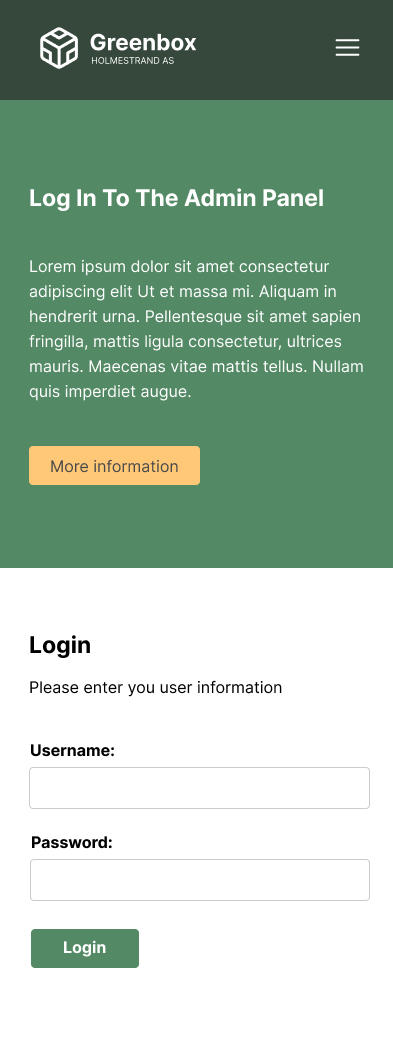 Greenbox
HOLMESTRAND AS
Log In To The Admin Panel
Lorem ipsum dolor sit amet consectetur
adipiscing elit Ut et massa mi. Aliquam in
hendrerit urna. Pellentesque sit amet sapien
fringilla, mattis ligula consectetur, ultrices
mauris. Maecenas vitae mattis tellus. Nullam
quis imperdiet augue.
More information
Login
Please enter you user information
Username:
Password:
Login